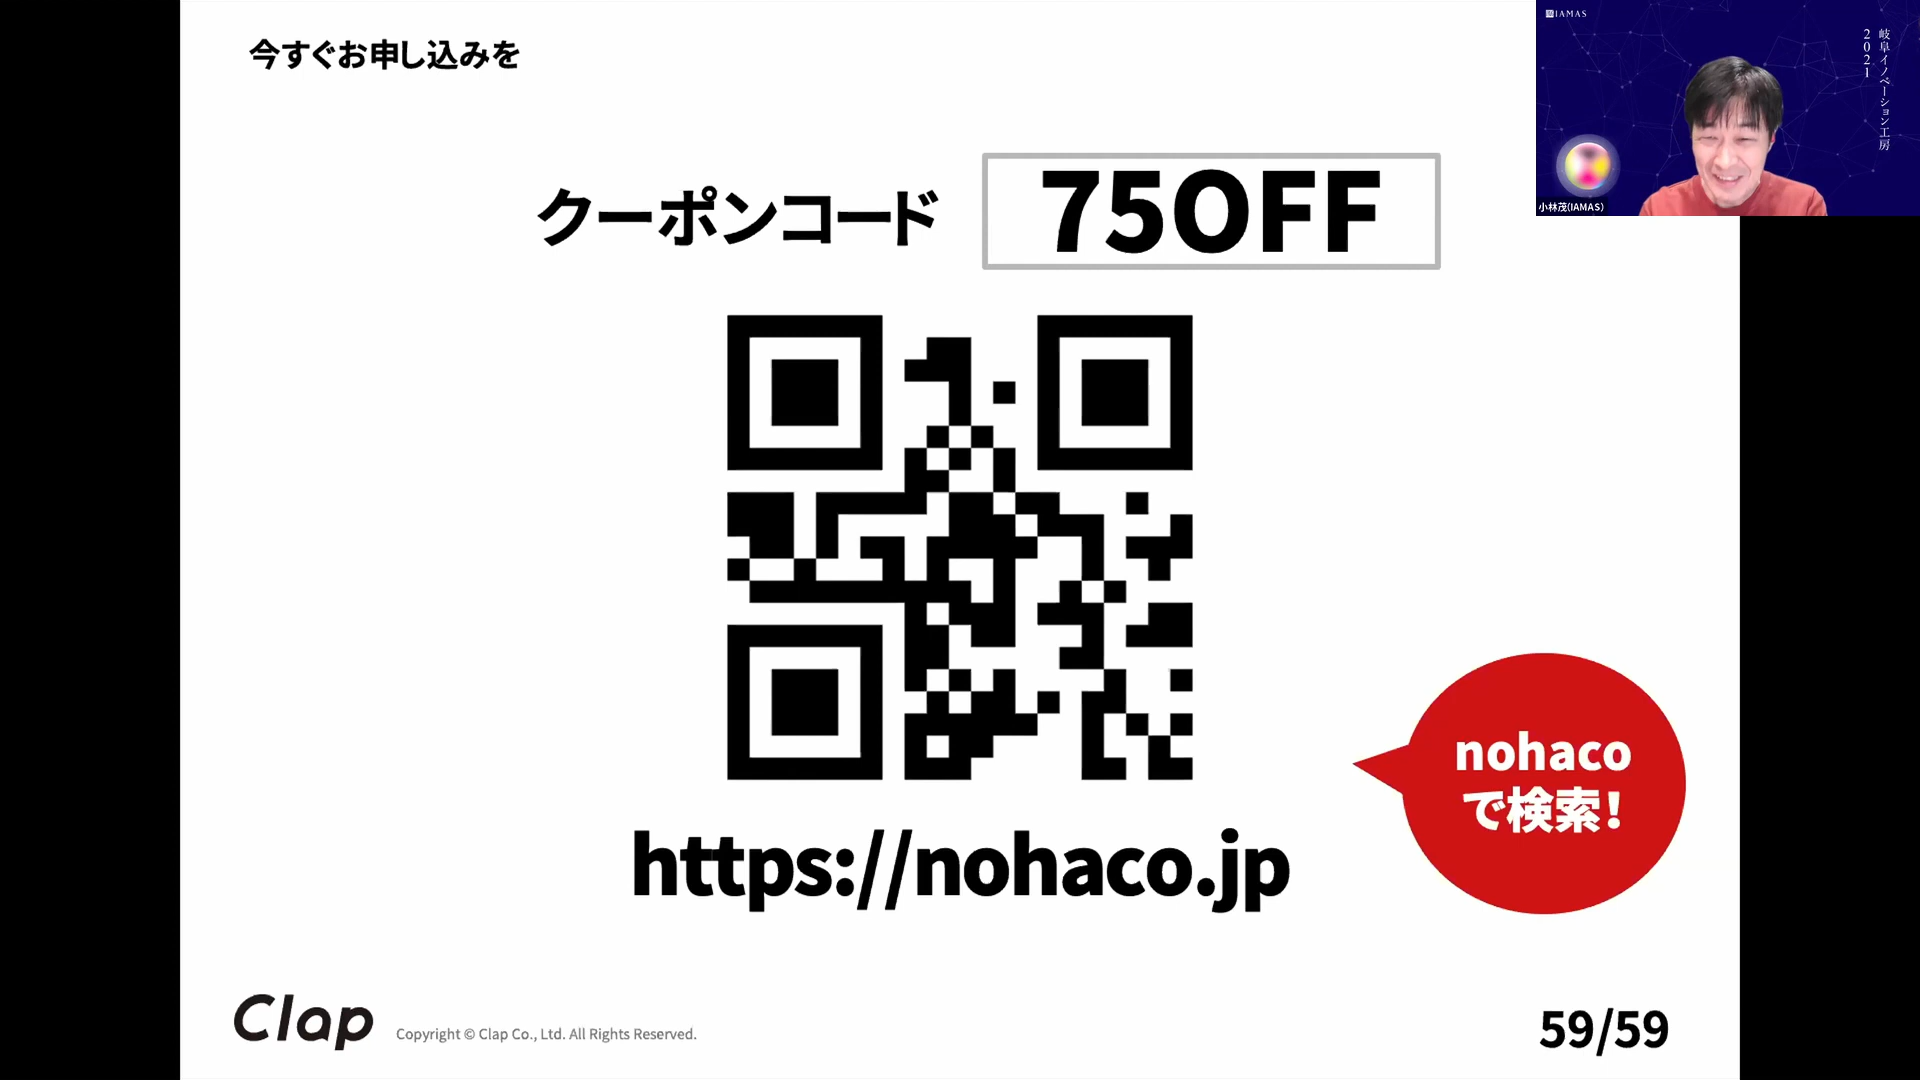 今すぐお申し込みを
クーポンコード 75OFF
https://nohaco.jp
nohaco
で検索!
Clap
Copyright © Clap Co., Ltd. All Rights Reserved.
59/59
IAMAS
岐阜イノベーション工房
2021
小林茂(IAMAS)